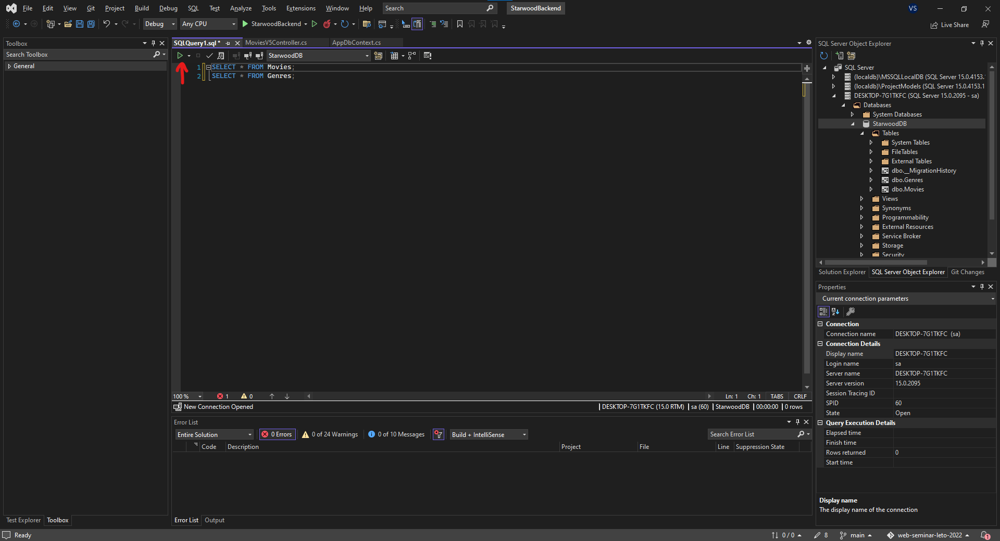 File Edit View Git Project Build Debug SQL Test Analyze Tools Extensions Window Help Search StarwoodBackend VS
Debug Any CPU StarwoodBackend Live Share
Toolbox
Search Toolbox
General
SQLQuery1.sql * MoviesV5Controller.cs AppDbContext.cs
StarwoodDB
1 SELECT * FROM Movies;
2 SELECT * FROM Genres;
100 % 1 0 Ln: 1 Ch: 1 TABS CRLF
New Connection Opened DESKTOP-7G1TKFC (15.0 RTM) sa (60) StarwoodDB 00:00:00 0 rows
Error List
Entire Solution 0 Errors 0 of 24 Warnings 0 of 10 Messages Build + IntelliSense Search Error List
Code Description Project File Line Suppression State
Test Explorer Toolbox
Error List Output
SQL Server Object Explorer
SQL Server
(localdb)\MSSQLLocalDB (SQL Server 15.0.4153.
(localdb)\ProjectModels (SQL Server 15.0.4153.1
DESKTOP-7G1TKFC (SQL Server 15.0.2095 - sa)
Databases
System Databases
StarwoodDB
Tables
System Tables
FileTables
External Tables
dbo.__MigrationHistory
dbo.Genres
dbo.Movies
Views
Synonyms
Programmability
External Resources
Service Broker
Storage
Security
Solution Explorer SQL Server Object Explorer Git Changes
Properties
Current connection parameters
Connection
Connection name DESKTOP-7G1TKFC (sa)
Connection Details
Display name DESKTOP-7G1TKFC
Login name sa
Server name DESKTOP-7G1TKFC
Server version 15.0.2095
Session Tracing ID
SPID 60
State Open
Query Execution Details
Elapsed time
Finish time
Rows returned 0
Start time
Display name
The display name of the connection
Ready 0 / 0 8 main web-seminar-leto-2022 1